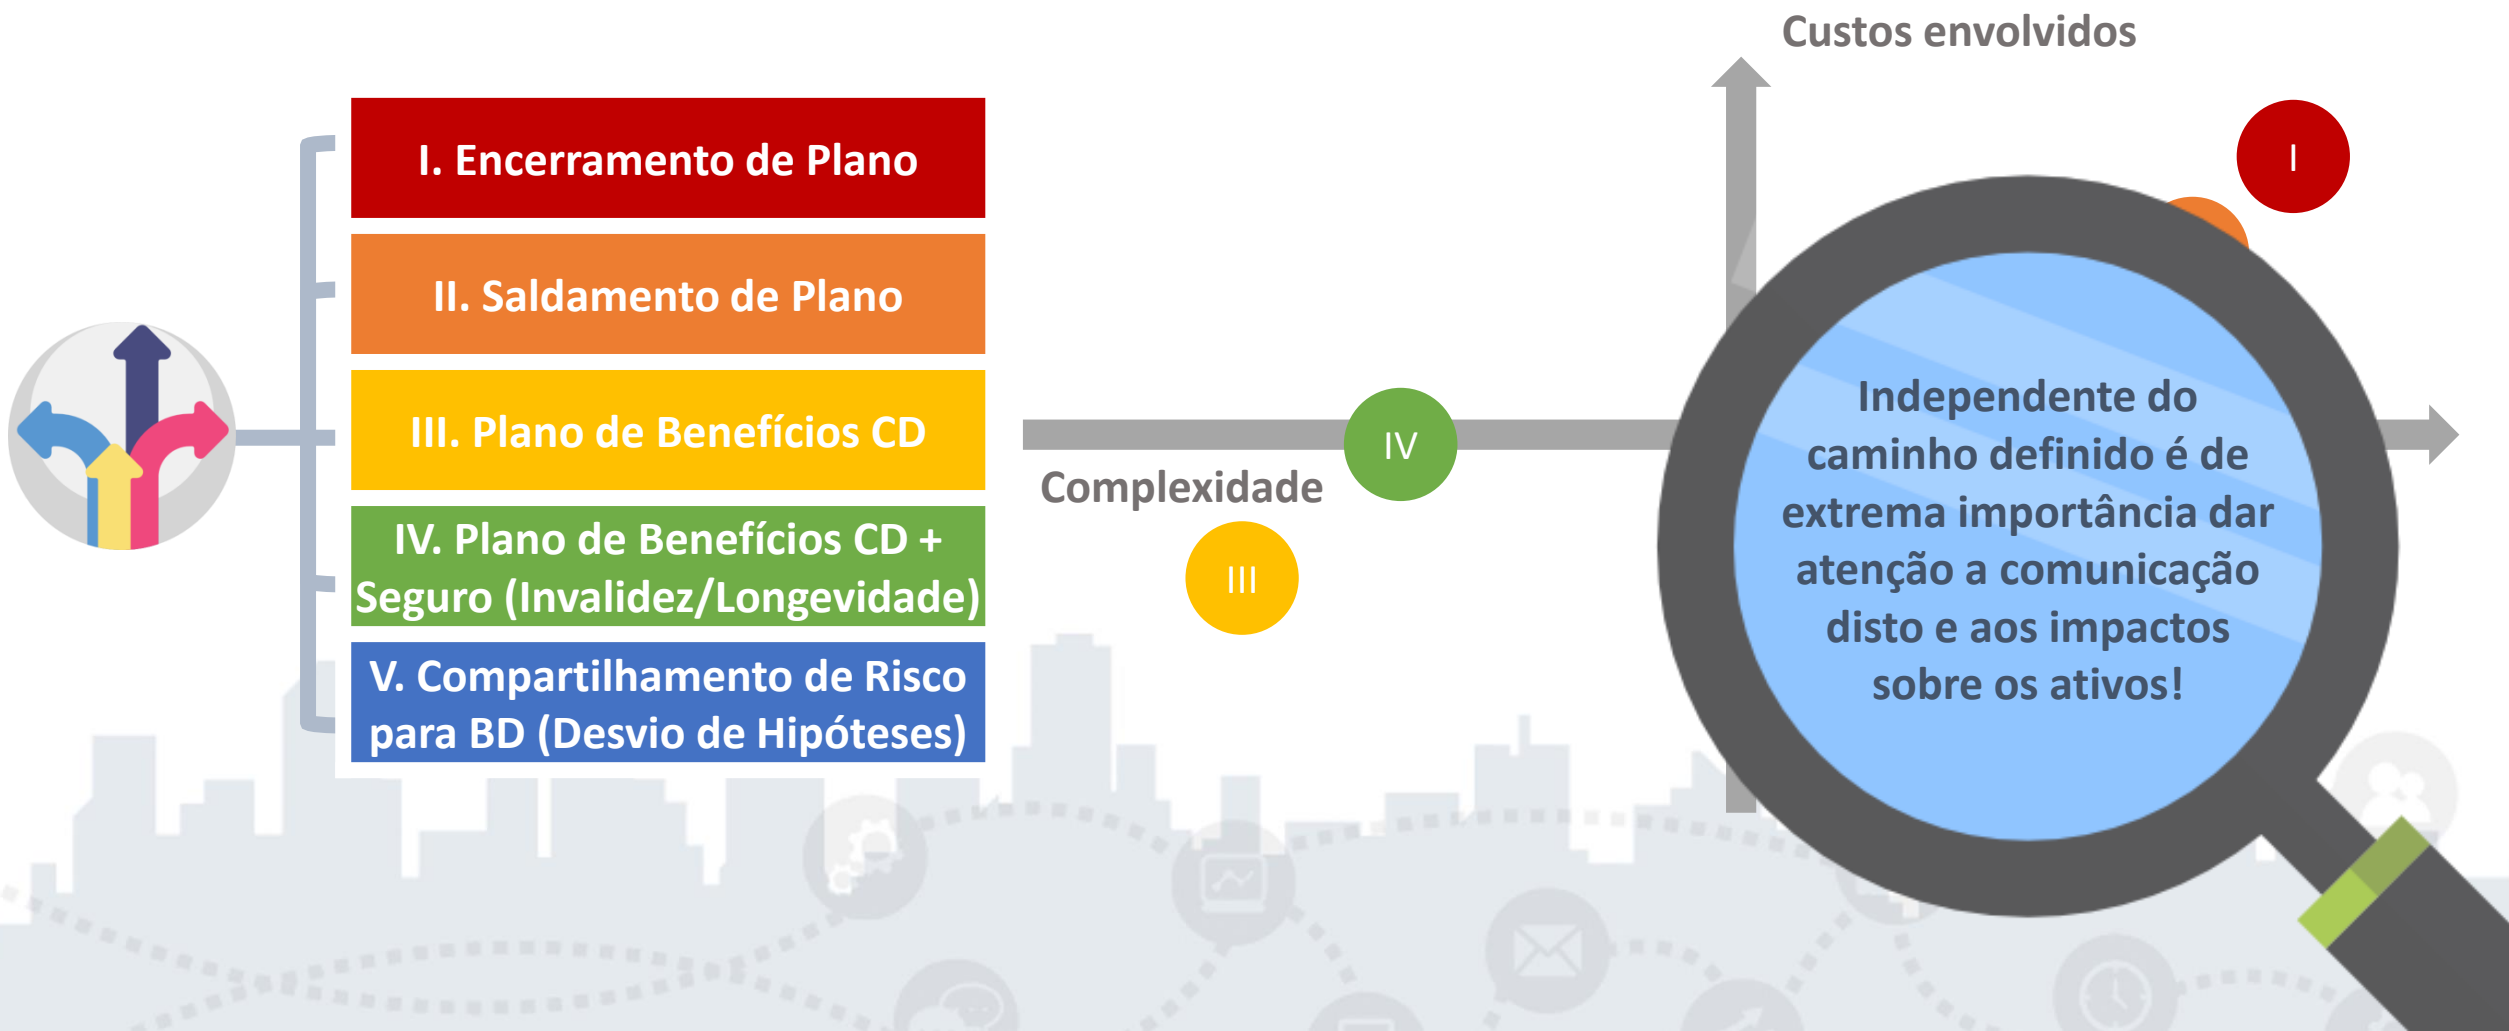 I. Encerramento de Plano
II. Saldamento de Plano
III. Plano de Benefícios CD
IV. Plano de Benefícios CD +
Seguro (Invalidez/Longevidade)
V. Compartilhamento de Risco
para BD (Desvio de Hipóteses)
Custos envolvidos
I
IV
Complexidade
III
Independente do
caminho definido é de
extrema importância dar
atenção a comunicação
disto e aos impactos
sobre os ativos!